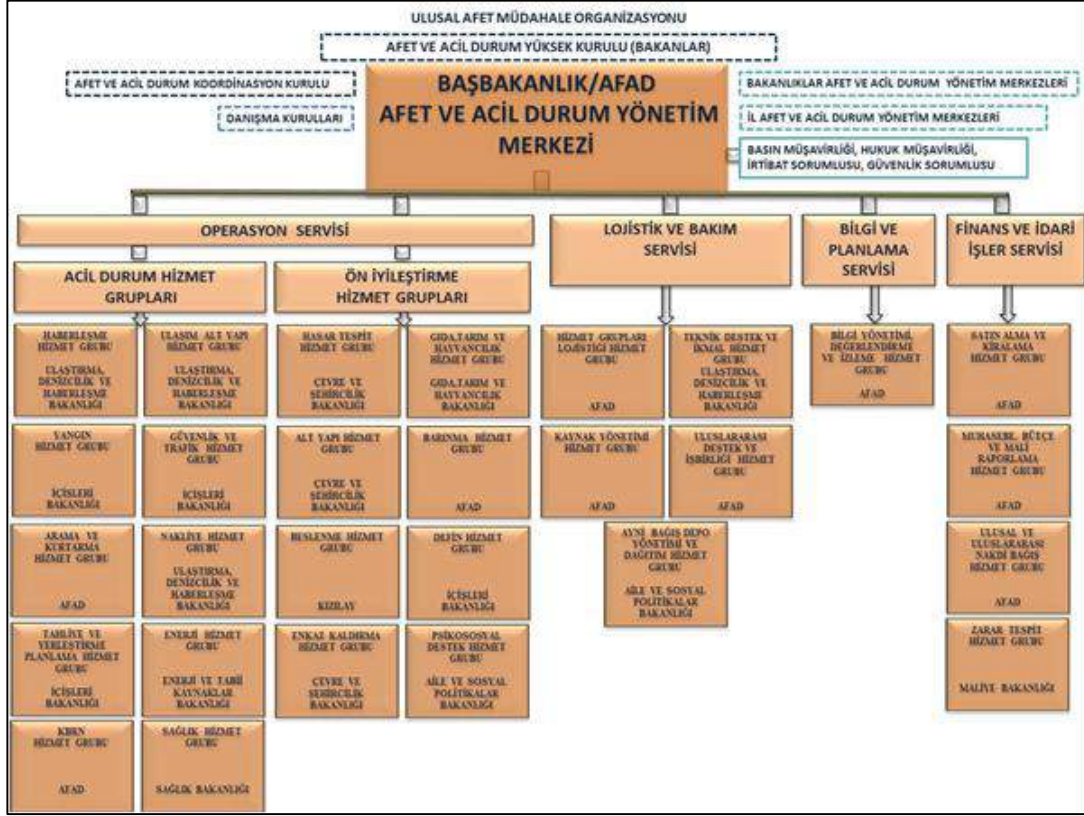 ULUSAL AFET MÜDAHALE ORGANİZASYONU
AFET VE ACİL DURUM YÜKSEK KURULU (BAKANLAR)
AFET VE ACİL DURUM KOORDİNASYON KURULU
DANIŞMA KURULLARI
BAŞBAKANLIK/AFAD
AFET VE ACİL DURUM YÖNETİM
MERKEZİ
BAKANLIKLAR AFET VE ACİL DURUM YÖNETİM MERKEZLERİ
İL AFET VE ACİL DURUM YÖNETİM MERKEZLERİ
BASIN MÜŞAVİRLİĞİ, HUKUK MÜŞAVİRLİĞİ,
İRTİBAT SORUMLUSU, GÜVENLİK SORUMLUSU
OPERASYON SERVİSİ
ACİL DURUM HİZMET
GRUPLARI
HABERLEŞME
HİZMET GRUBU
ULAŞTIRMA,
DENİZCİLİK VE
HABERLEŞME
BAKANLIĞI
ULAŞIM ALT YAPI
HİZMET GRUBU
ULAŞTIRMA,
DENİZCİLİK VE
HABERLEŞME
BAKANLIĞI
YANGIN
HİZMET GRUBU
İÇİŞLERİ
BAKANLIĞI
GÜVENLİK VE
TRAFİK HİZMET
GRUBU
İÇİŞLERİ
BAKANLIĞI
ARAMA VE
KURTARMA
HİZMET GRUBU
AFAD
NAKLİYE HİZMET
GRUBU
ULAŞTIRMA,
DENİZCİLİK VE
HABERLEŞME
BAKANLIĞI
TAHLİYE VE
YERLEŞTİRME
PLANLAMA HİZMET
GRUBU
İÇİŞLERİ
BAKANLIĞI
ENERJİ HİZMET
GRUBU
ENERJİ VE TABİİ
KAYNAKLAR
BAKANLIĞI
KBRN
HİZMET GRUBU
AFAD
SAĞLIK HİZMET
GRUBU
SAĞLIK BAKANLIĞI
ÖN İYİLEŞTİRME
HİZMET GRUPLARI
HASAR TESPİT
HİZMET GRUBU
ÇEVRE VE
ŞEHİRCİLİK
BAKANLIĞI
GIDA,TARIM VE
HAYVANCILIK
HİZMET GRUBU
GIDA,TARIM VE
HAYVANCILIK
BAKANLIĞI
ALT YAPI HİZMET
GRUBU
ÇEVRE VE
ŞEHİRCİLİK
BAKANLIĞI
BARINMA HİZMET
GRUBU
AFAD
BESLENME HİZMET
GRUBU
KIZILAY
DEFİN HİZMET
GRUBU
İÇİŞLERİ
BAKANLIĞI
ENKAZ KALDIRMA
HİZMET GRUBU
ÇEVRE VE
ŞEHİRCİLİK
BAKANLIĞI
PSİKOSOSYAL
DESTEK HİZMET
GRUBU
AİLE VE SOSYAL
POLİTİKALAR
BAKANLIĞI
LOJİSTİK VE BAKIM
SERVİSİ
HİZMET GRUPLARI
LOJİSTİĞİ HİZMET
GRUBU
AFAD
TEKNİK DESTEK VE
İKMAL HİZMET
GRUBU
ULAŞTIRMA,
DENİZCİLİK VE
HABERLEŞME
BAKANLIĞI
KAYNAK YÖNETİMİ
HİZMET GRUBU
AFAD
ULUSLARARASI
DESTEK VE
İŞBİRLİĞİ HİZMET
GRUBU
AFAD
AYNİ BAĞIŞ DEPO
YÖNETİMİ VE
DAĞITIM HİZMET
GRUBU
AİLE VE SOSYAL
POLİTİKALAR
BAKANLIĞI
BİLGİ VE
PLANLAMA
SERVİSİ
BİLGİ YÖNETİMİ,
DEĞERLENDİRME
VE İZLEME HİZMET
GRUBU
AFAD
FİNANS VE İDARİ
İŞLER SERVİSİ
SATIN ALMA VE
KİRALAMA
HİZMET GRUBU
AFAD
MUHASEBE, BÜTÇE
VE MALİ
RAPORLAMA
HİZMET GRUBU
AFAD
ULUSAL VE
ULUSLARARASI
NAKDİ BAĞIŞ
HİZMET GRUBU
AFAD
ZARAR TESPİT
HİZMET GRUBU
MALİYE BAKANLIĞI